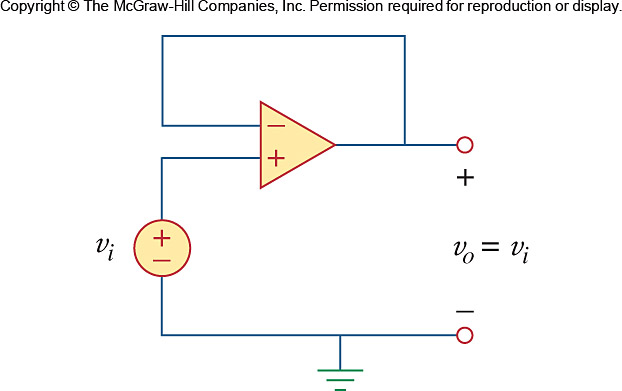 Copyright © The McGraw-Hill Companies, Inc. Permission required for reproduction or display.
−
+
+
+
−
vi
vo = vi
−